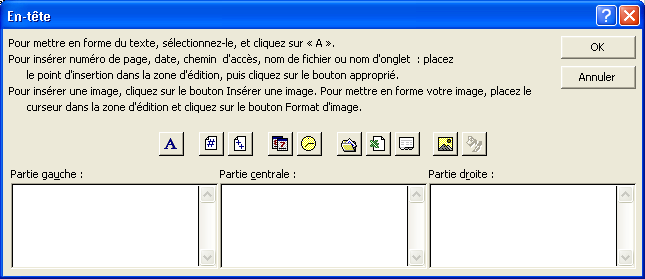 En-tête
Pour mettre en forme du texte, sélectionnez-le, et cliquez sur « A ».
Pour insérer numéro de page, date, chemin d'accès, nom de fichier ou nom d'onglet : placez
le point d'insertion dans la zone d'édition, puis cliquez sur le bouton approprié.
Pour insérer une image, cliquez sur le bouton Insérer une image. Pour mettre en forme votre image, placez le
curseur dans la zone d'édition et cliquez sur le bouton Format d'image.
OK
Annuler
A
Partie gauche :
Partie centrale :
Partie droite :